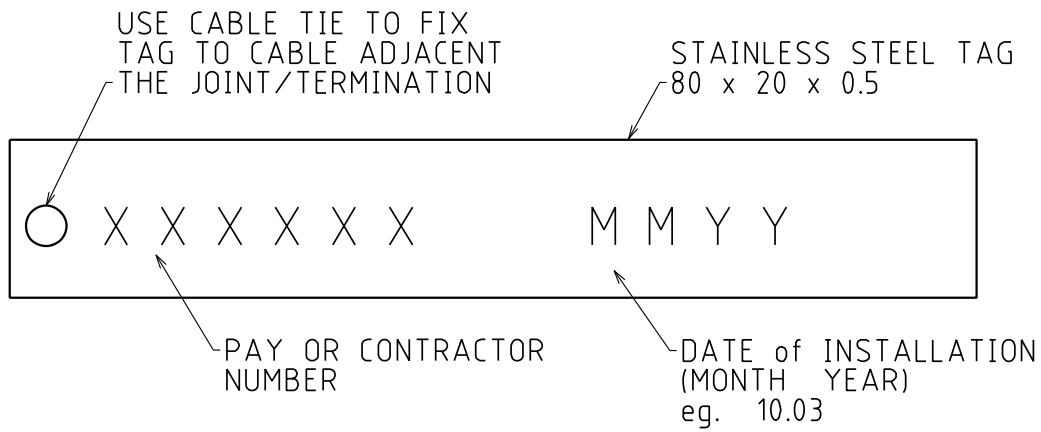 USE CABLE TIE TO FIX
TAG TO CABLE ADJACENT
THE JOINT/TERMINATION
STAINLESS STEEL TAG
80 x 20 x 0.5
X X X X X X
M M Y Y
PAY OR CONTRACTOR
NUMBER
DATE of INSTALLATION
(MONTH YEAR)
eg. 10.03